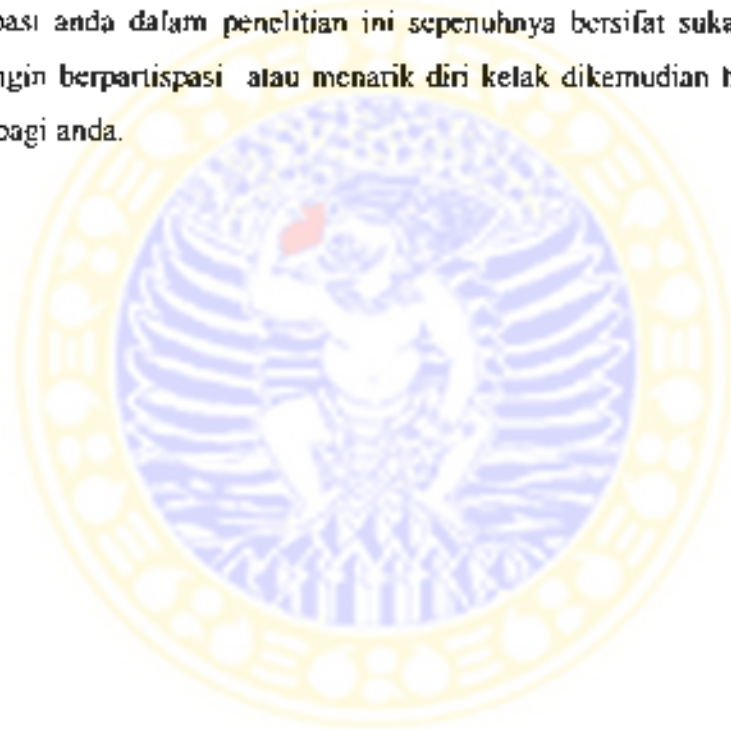 pasi anda dalam penelitian ini sepenuhnya bersifat suka
ngin berpartispasi atau menarik diri kelak dikemudian h
bagi anda.